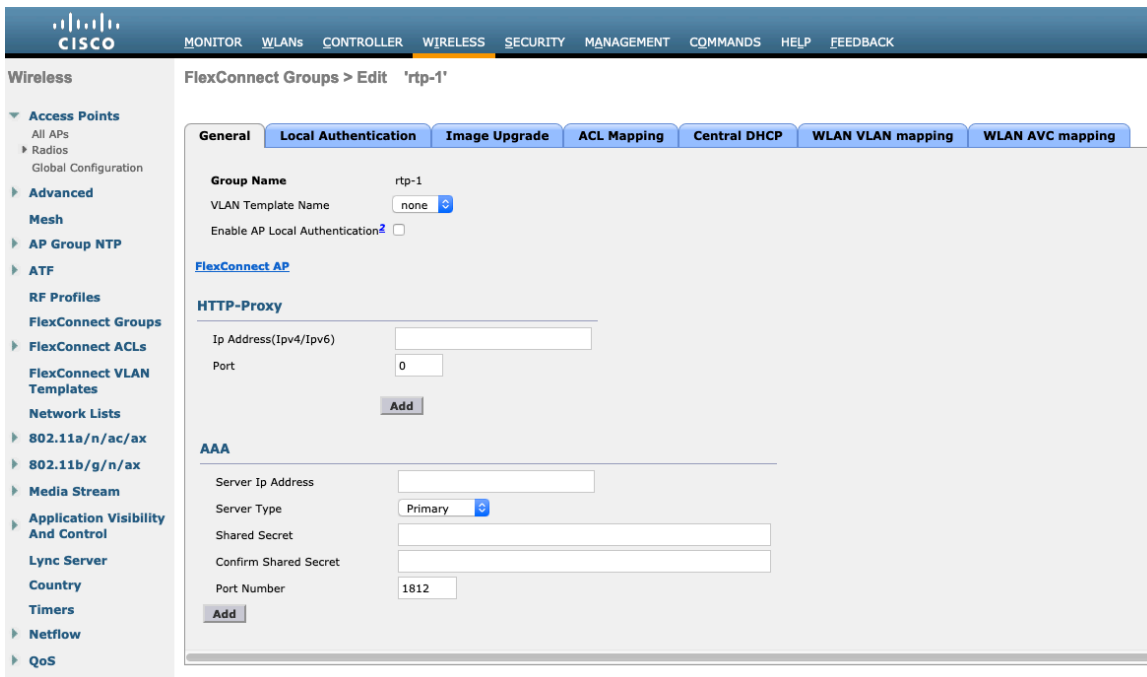 CISCO
MONITOR WLANs CONTROLLER WIRELESS SECURITY MANAGEMENT COMMANDS HELP FEEDBACK
Wireless
Access Points
All APs
Radios
Global Configuration
Advanced
Mesh
AP Group NTP
ATF
RF Profiles
FlexConnect Groups
FlexConnect ACLs
FlexConnect VLAN
Templates
Network Lists
802.11a/n/ac/ax
802.11b/g/n/ax
Media Stream
Application Visibility
And Control
Lync Server
Country
Timers
Netflow
QoS
FlexConnect Groups > Edit 'rtp-1'
General Local Authentication Image Upgrade ACL Mapping Central DHCP WLAN VLAN mapping WLAN AVC mapping
Group Name rtp-1
VLAN Template Name none
Enable AP Local Authentication2
FlexConnect AP
HTTP-Proxy
Ip Address(Ipv4/Ipv6)
Port 0
Add
AAA
Server Ip Address
Server Type Primary
Shared Secret
Confirm Shared Secret
Port Number 1812
Add